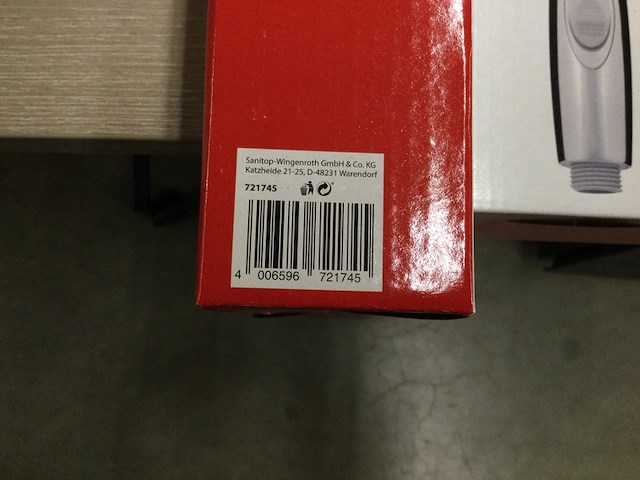 Sanitop-Wingenroth GmbH & Co. KG
Katzheide 21-25, D-48231 Warendorf
721745
4 006596 721745